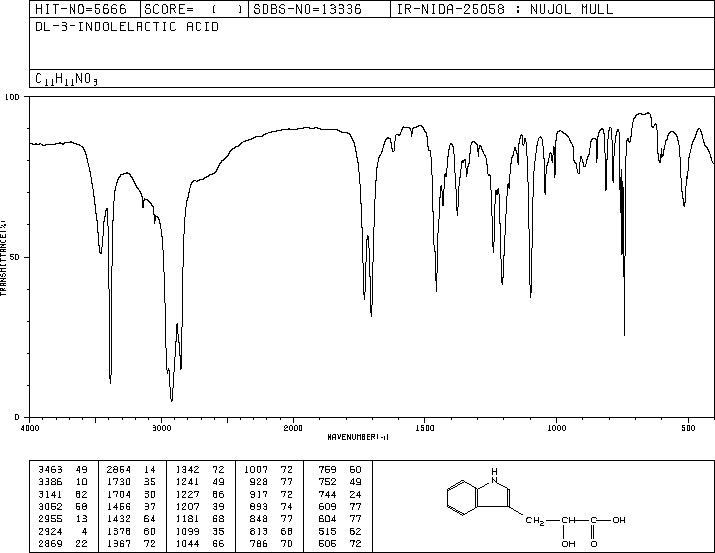 HIT-NO=5666 SCORE= ( ) SDBS-NO=13336 IR-NIDA-25058 : NUJOL MULL
DL-3-INDOLELACTIC ACID
C11H11NO3
100
50
0
TRANSMITTANCE(%)
4000 3000 2000 1500 1000 500
WAVENUMBER(-1)
3463 49 2854 14 1342 72 1007 72 759 60
3386 10 1730 35 1241 49 928 77 752 49
3141 62 1704 30 1227 66 917 72 744 24
3052 58 1456 37 1207 39 893 74 609 77
2955 13 1432 64 1181 68 848 77 604 77
2924 4 1378 60 1099 35 813 68 515 62
2869 22 1367 72 1044 66 786 70 505 72
H
N
CH2 CH C OH
OH O